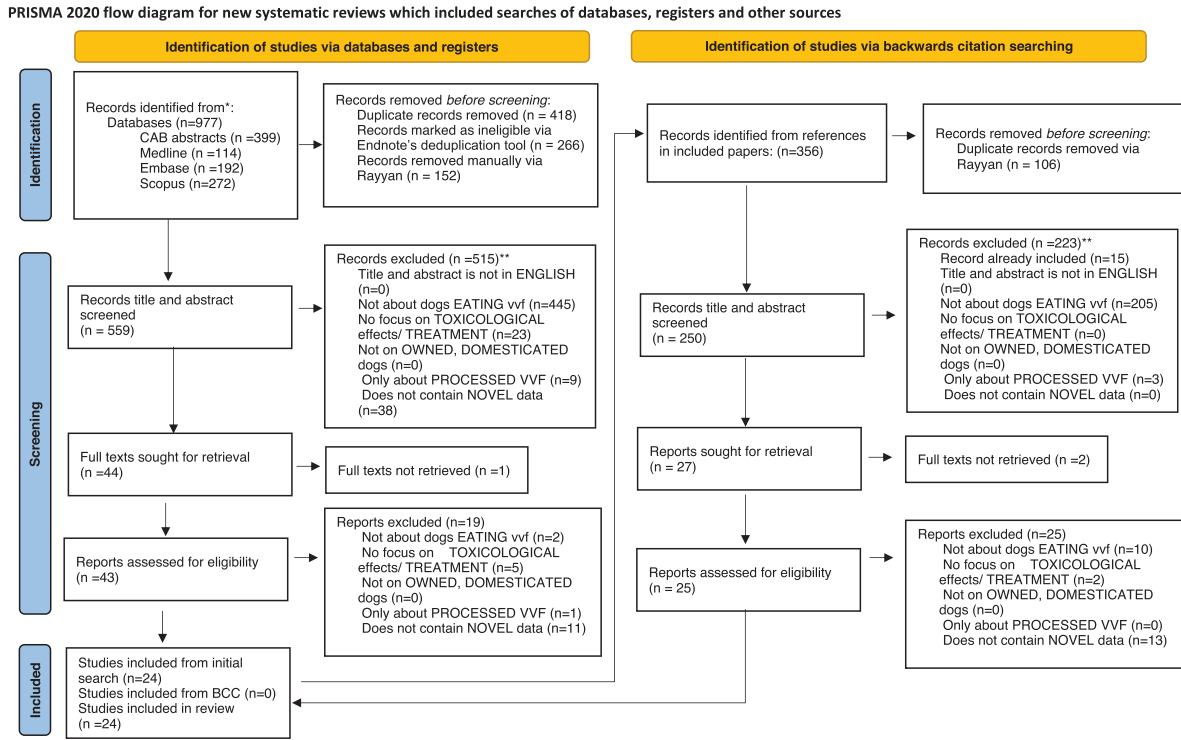 PRISMA 2020 flow diagram for new systematic reviews which included searches of databases, registers and other sources
Identification of studies via databases and registers
Identification of studies via backwards citation searching
Identification
Records identified from*:
Databases (n=977)
CAB abstracts (n =399)
Medline (n =114)
Embase (n =192)
Scopus (n=272)
Records removed before screening:
Duplicate records removed (n = 418)
Records marked as ineligible via
Endnote's deduplication tool (n = 266)
Records removed manually via
Rayyan (n = 152)
Records identified from references
in included papers: (n=356)
Records removed before screening:
Duplicate records removed via
Rayyan (n = 106)
Screening
Records title and abstract
screened
(n = 559)
Records excluded (n =515)**
Title and abstract is not in ENGLISH
(n=0)
Not about dogs EATING vvf (n=445)
No focus on TOXICOLOGICAL
effects/ TREATMENT (n=23)
Not on OWNED, DOMESTICATED
dogs (n=0)
Only about PROCESSED VVF (n=9)
Does not contain NOVEL data
(n=38)
Records title and abstract
screened
(n = 250)
Records excluded (n =223)**
Record already included (n=15)
Title and abstract is not in ENGLISH
(n=0)
Not about dogs EATING vvf (n=205)
No focus on TOXICOLOGICAL
effects/ TREATMENT (n=0)
Not on OWNED, DOMESTICATED
dogs (n=0)
Only about PROCESSED VVF (n=3)
Does not contain NOVEL data (n=0)
Full texts sought for retrieval
(n =44)
Full texts not retrieved (n =1)
Reports sought for retrieval
(n = 27)
Full texts not retrieved (n =2)
Reports assessed for eligibility
(n =43)
Reports excluded (n=19)
Not about dogs EATING vvf (n=2)
No focus on TOXICOLOGICAL
effects/ TREATMENT (n=5)
Not on OWNED, DOMESTICATED
dogs (n=0)
Only about PROCESSED VVF (n=1)
Does not contain NOVEL data (n=11)
Reports assessed for eligibility
(n = 25)
Reports excluded (n=25)
Not about dogs EATING vvf (n=10)
No focus on TOXICOLOGICAL
effects/ TREATMENT (n=2)
Not on OWNED, DOMESTICATED
dogs (n=0)
Only about PROCESSED VVF (n=0)
Does not contain NOVEL data (n=13)
Included
Studies included from initial
search (n=24)
Studies included from BCC (n=0)
Studies included in review
(n =24)